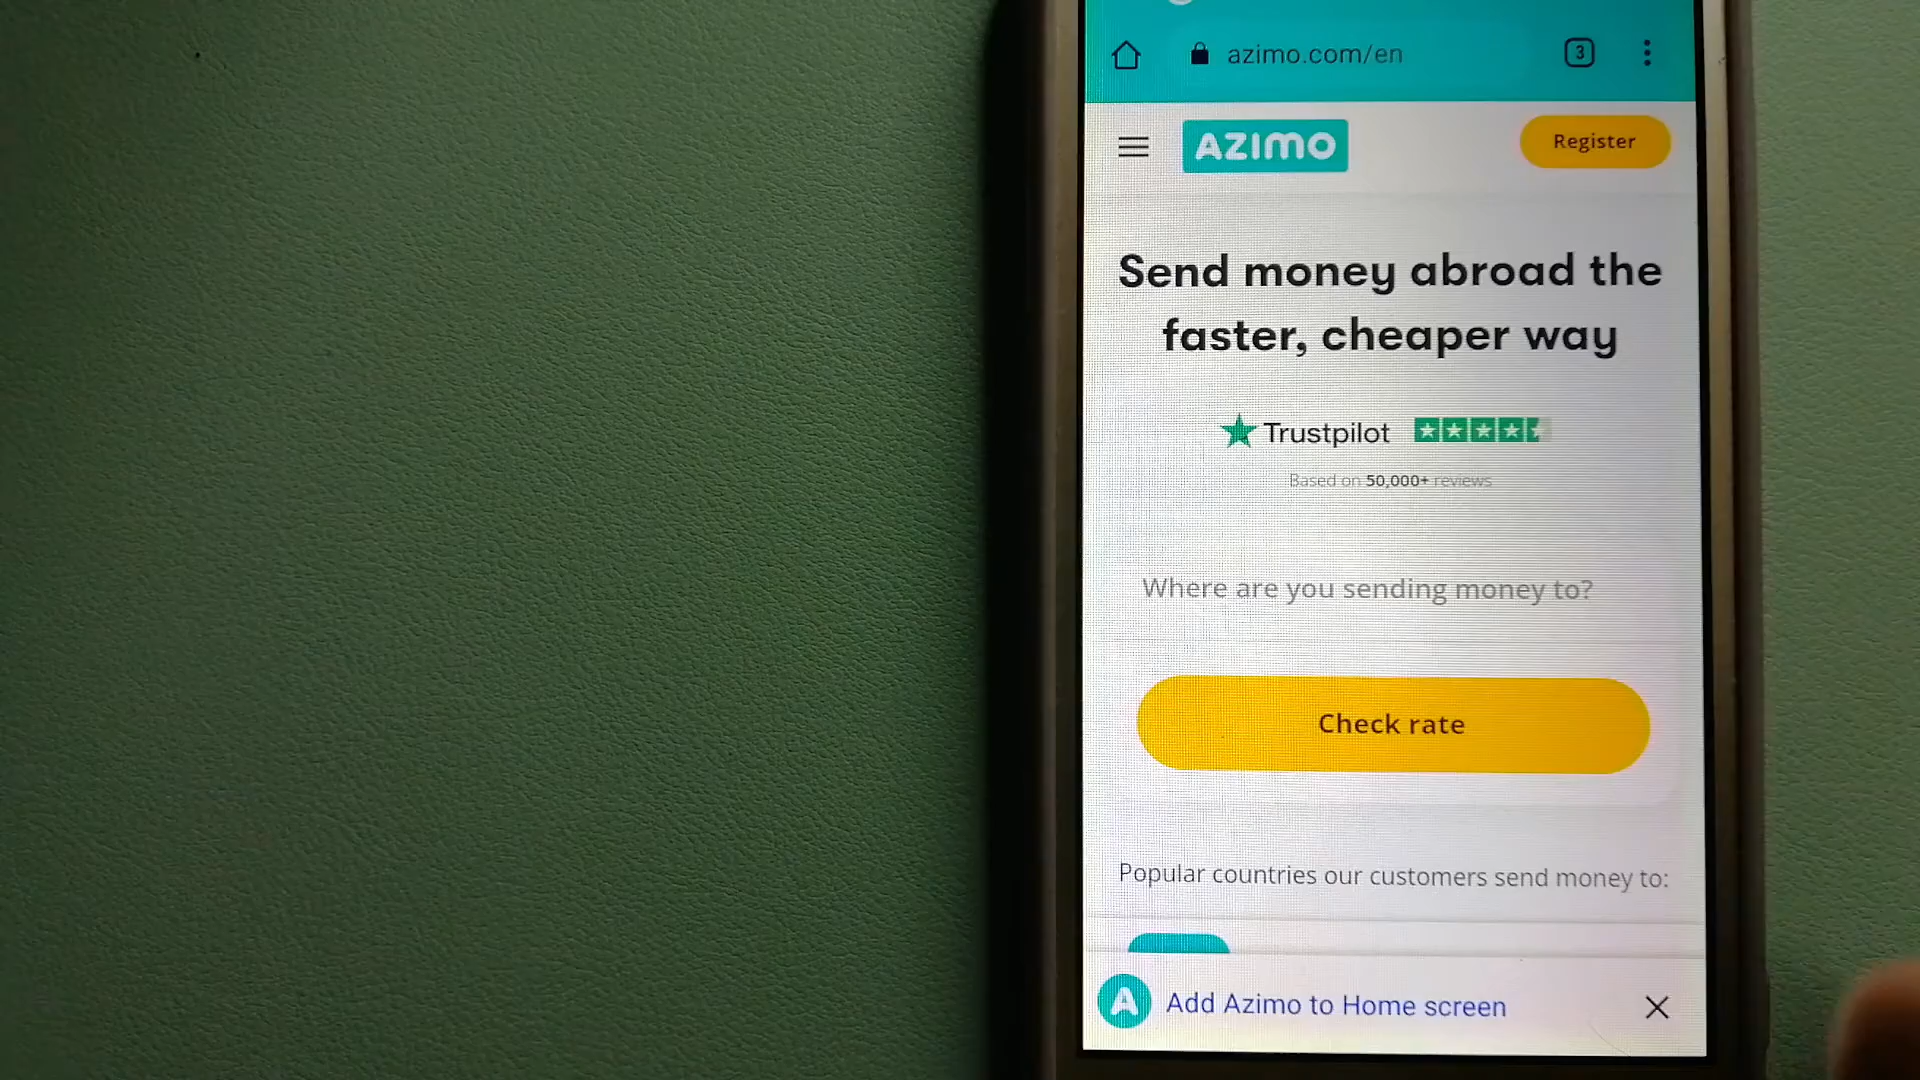 azimo.com/en
3
AZIMO
Register
Send money abroad the
faster, cheaper way
Trustpilot
Based on 50,000+ reviews
Where are you sending money to?
Check rate
Popular countries our customers send money to:
A
Add Azimo to Home screen